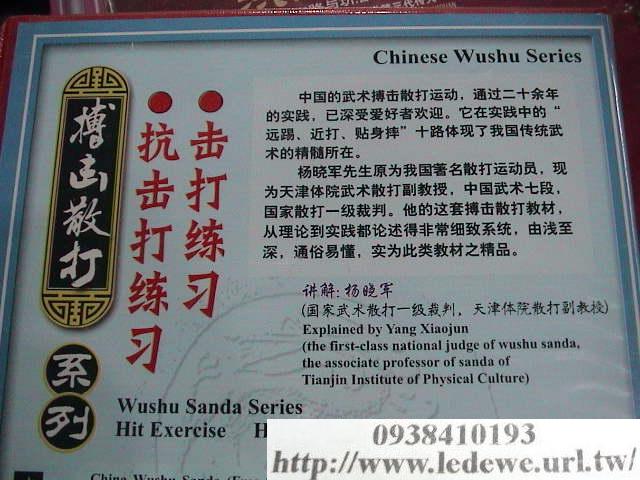 Chinese Wushu Series
搏击散打
系列
击打练习
抗击打练习
中国的武术搏击散打运动，通过二十余年
的实践，已深受爱好者欢迎。它在实践中的“
远踢、近打、贴身摔”十路体现了我国传统武
术的精髓所在。
杨晓军先生原为我国著名散打运动员，现
为天津体院武术散打副教授，中国武术七段，
国家散打一级裁判。他的这套搏击散打教材，
从理论到实践都论述得非常细致系统，由浅至
深，通俗易懂，实为此类教材之精品。
讲解：杨晓军
(国家武术散打一级裁判，天津体院散打副教授)
Explained by Yang Xiaojun
(the first-class national judge of wushu sanda,
the associate professor of sanda of
Tianjin Institute of Physical Culture)
Wushu Sanda Series
Hit Exercise
China Wushu Sanda
0938410193
http://www.ledewe.url.tw/